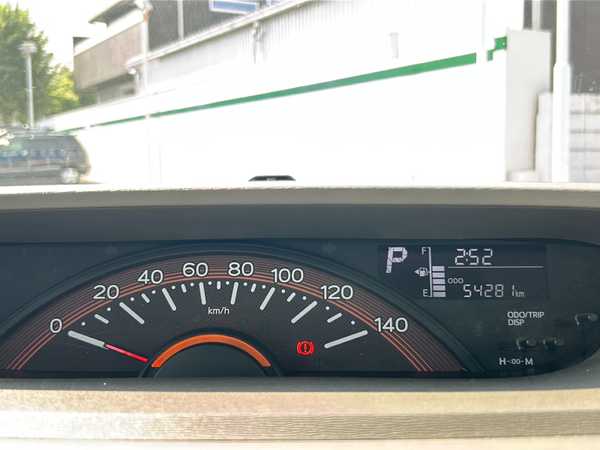 0 20 40 60 80 100 120 140
km/h
P
F
2:52
E
ODO
54281km
ODO/TRIP
DISP
H -:00- M